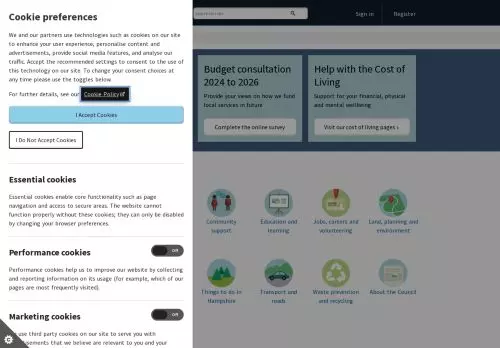 Cookie preferences
We and our partners use technologies such as cookies on our site
to enhance your user experience, personalise content and
advertisements, provide social media features, and analyse our
traffic. Accept the recommended settings to consent to the use of
this technology on our site. To change your consent choices at
any time please use the toggles below.
For further details, see our Cookie Policy
I Accept Cookies
I Do Not Accept Cookies
Essential cookies
Essential cookies enable core functionality such as page
navigation and access to secure areas. The website cannot
function properly without these cookies; they can only be disabled
by changing your browser preferences.
Performance cookies
Off
Performance cookies help us to improve our website by collecting
and reporting information on its usage (for example, which of our
pages are most frequently visited).
Marketing cookies
Off
use third party cookies on our site to serve you with
that we believe are relevant to you and your
Sign in
Register
Budget consultation
2024 to 2026
Provide your views on how we fund
local services in future
Complete the online survey
Help with the Cost of
Living
Support for your financial, physical
and mental wellbeing
Visit our cost of living pages ›
Community
support
Education and
learning
Jobs, careers and
volunteering
Land, planning and
environment
Things to do in
Hampshire
Transport and
roads
Waste prevention
and recycling
About the Council